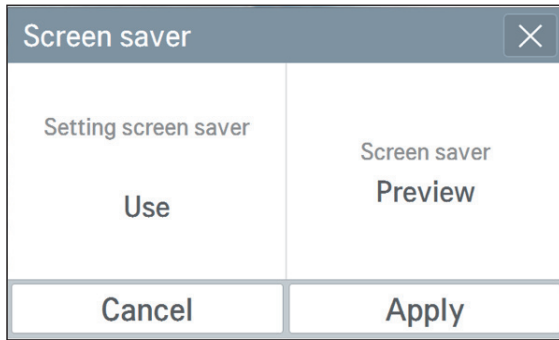 Screen saver
Setting screen saver
Use
Screen saver
Preview
Cancel
Apply